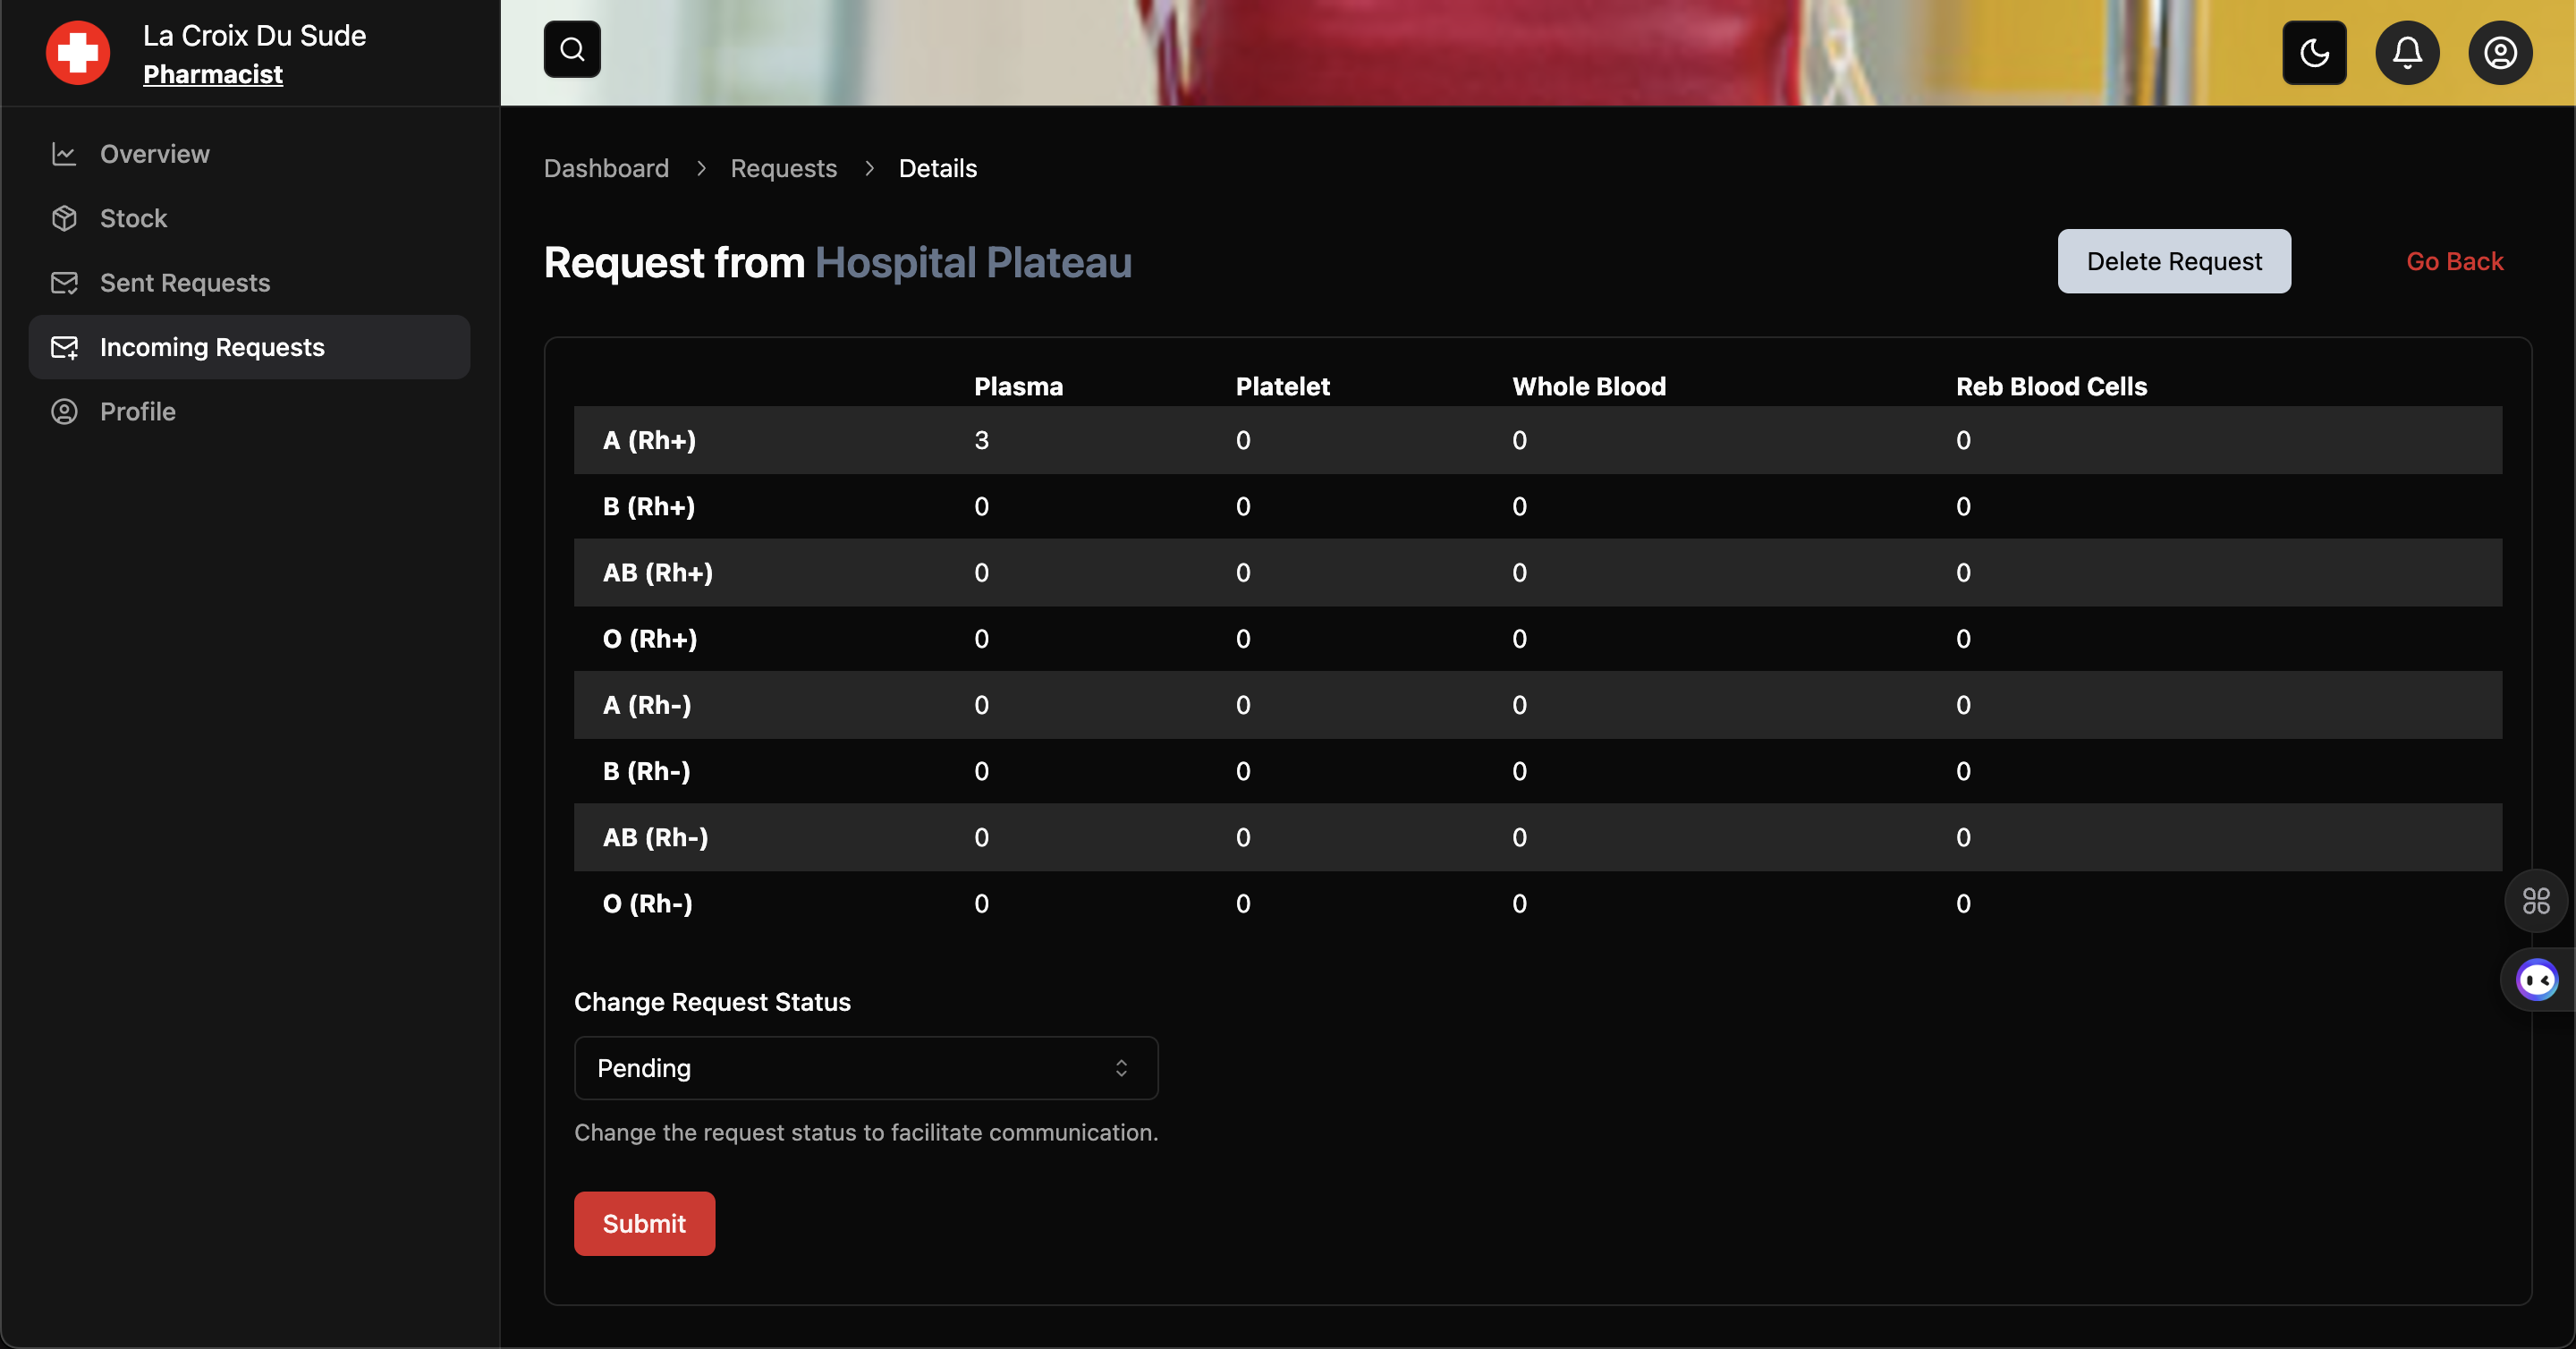 La Croix Du Sude
Pharmacist
Overview
Stock
Sent Requests
Incoming Requests
Profile
Dashboard > Requests > Details
Request from Hospital Plateau
Delete Request
Go Back
Plasma Platelet Whole Blood Reb Blood Cells
A (Rh+) 3 0 0 0
B (Rh+) 0 0 0 0
AB (Rh+) 0 0 0 0
O (Rh+) 0 0 0 0
A (Rh-) 0 0 0 0
B (Rh-) 0 0 0 0
AB (Rh-) 0 0 0 0
O (Rh-) 0 0 0 0
Change Request Status
Pending
Change the request status to facilitate communication.
Submit